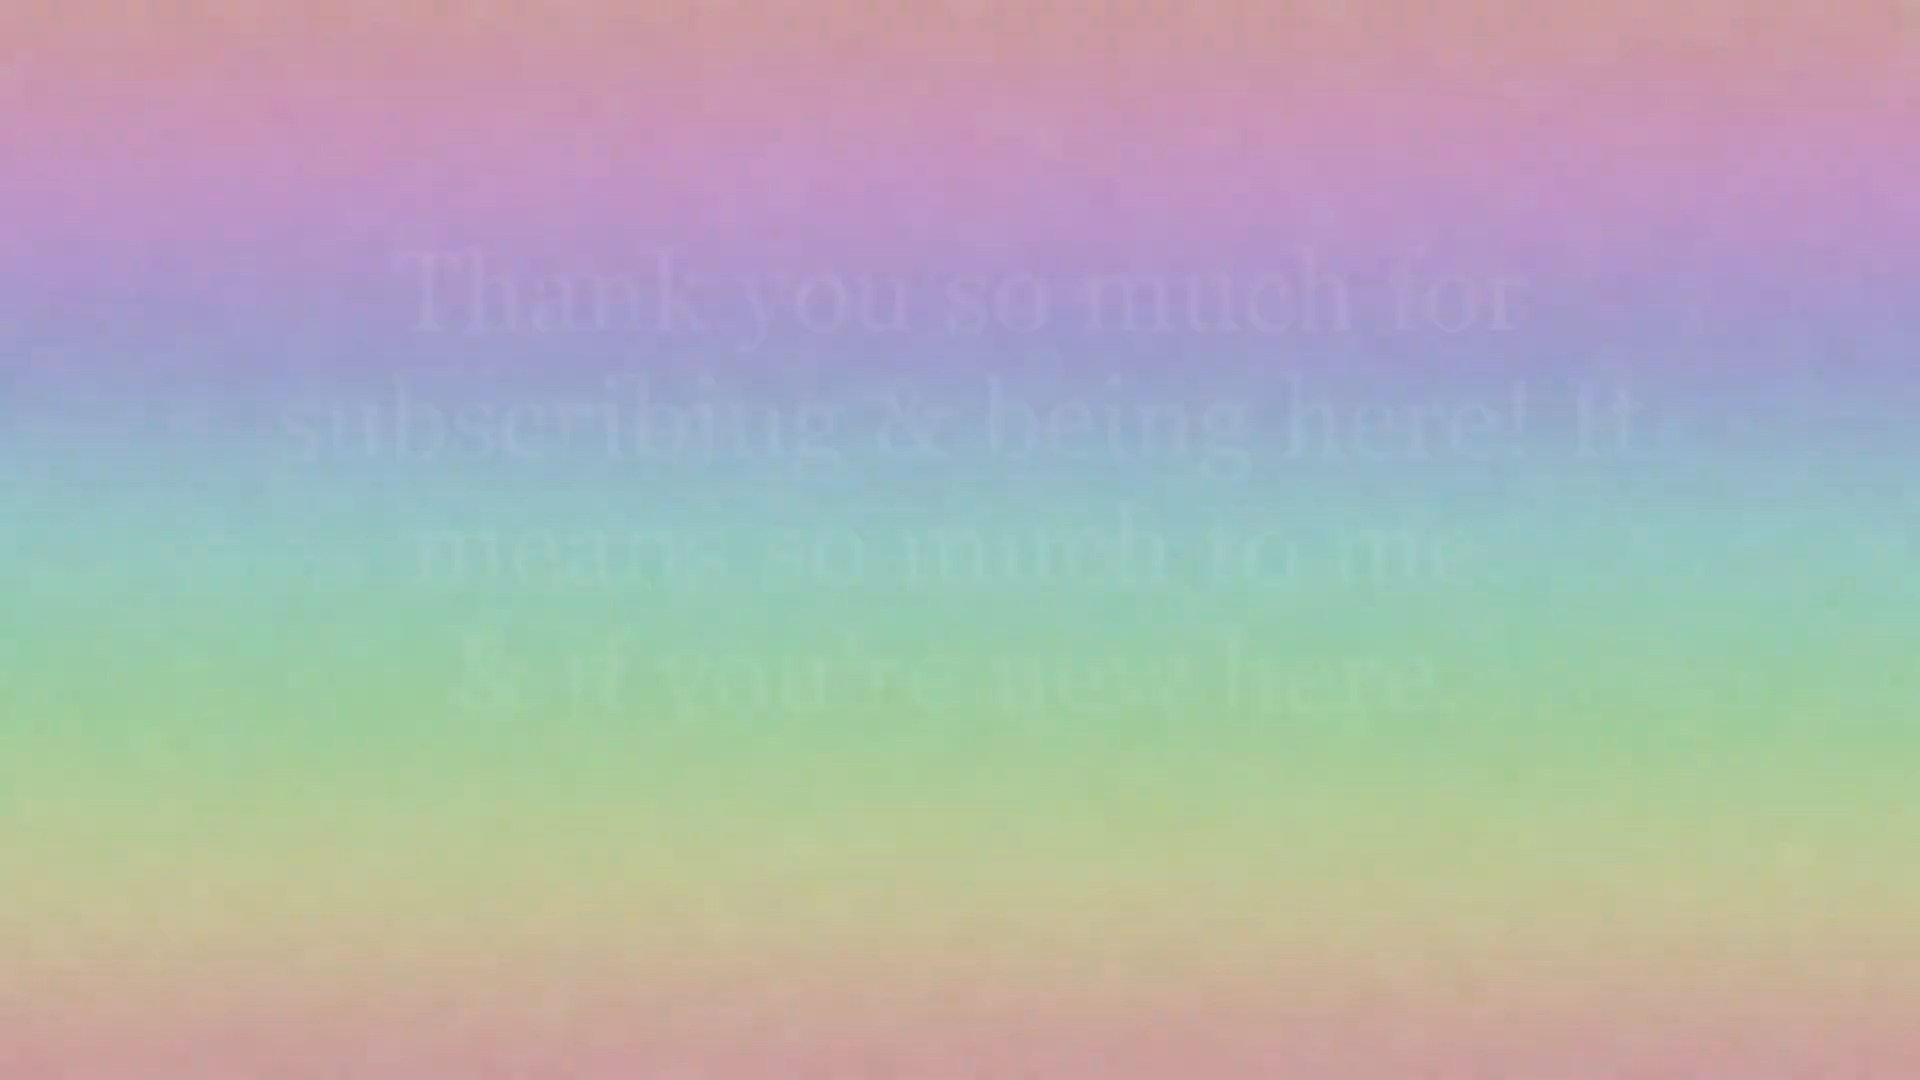 Thank you so much for
subscribing & being here! It
means so much to me
& if you're new here,